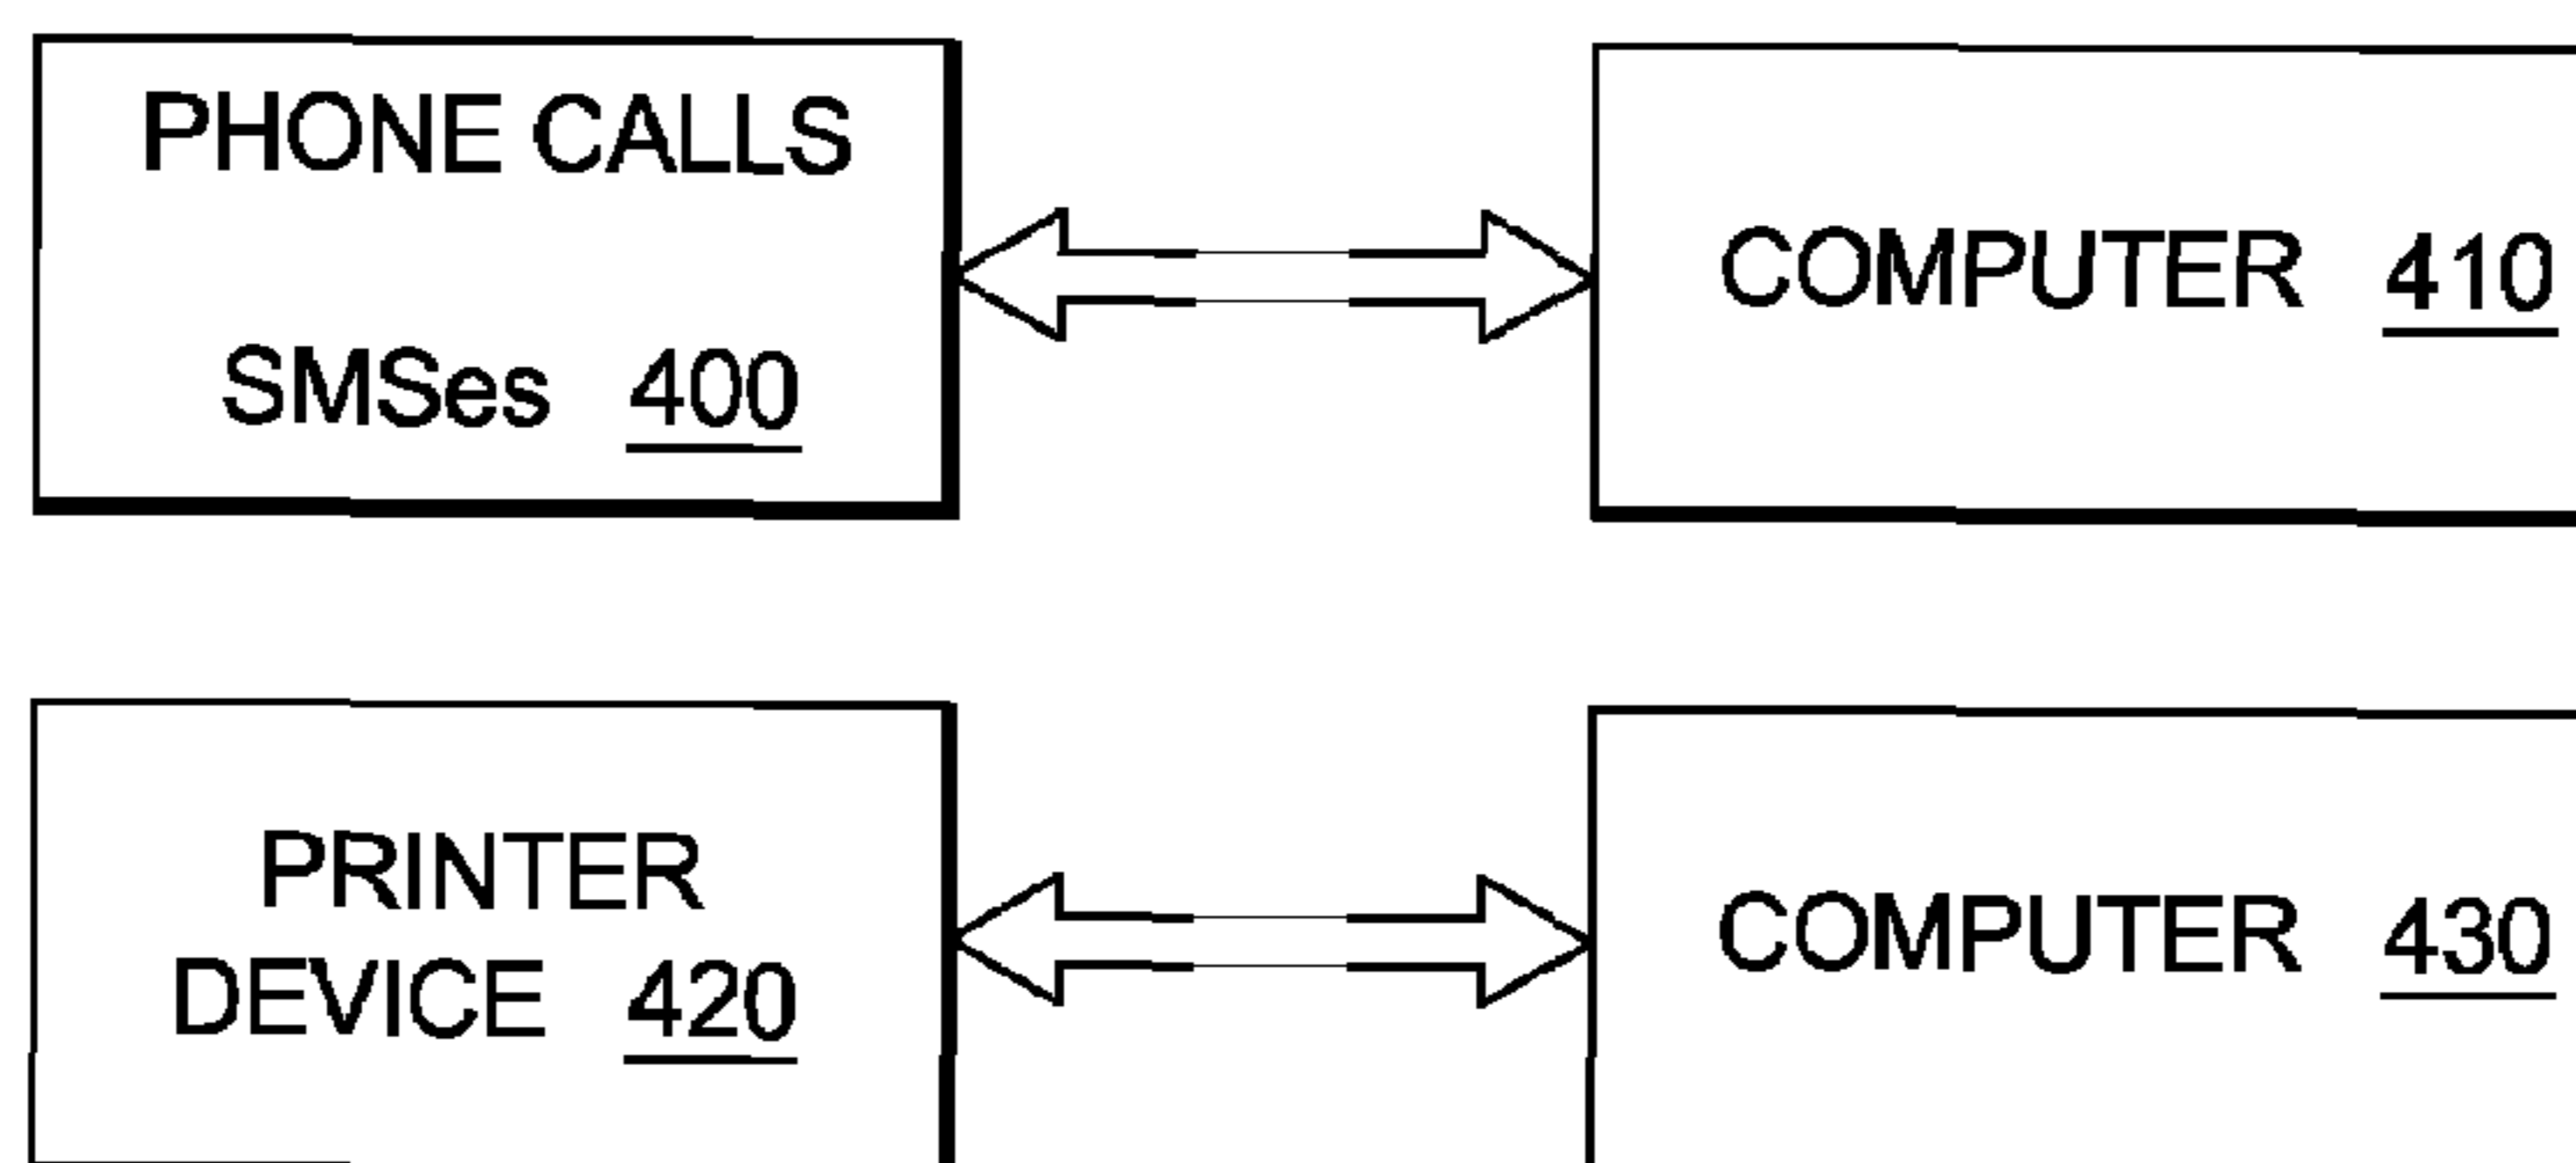 PHONE CALLS
SMSes 400
COMPUTER 410
PRINTER
DEVICE 420
COMPUTER 430